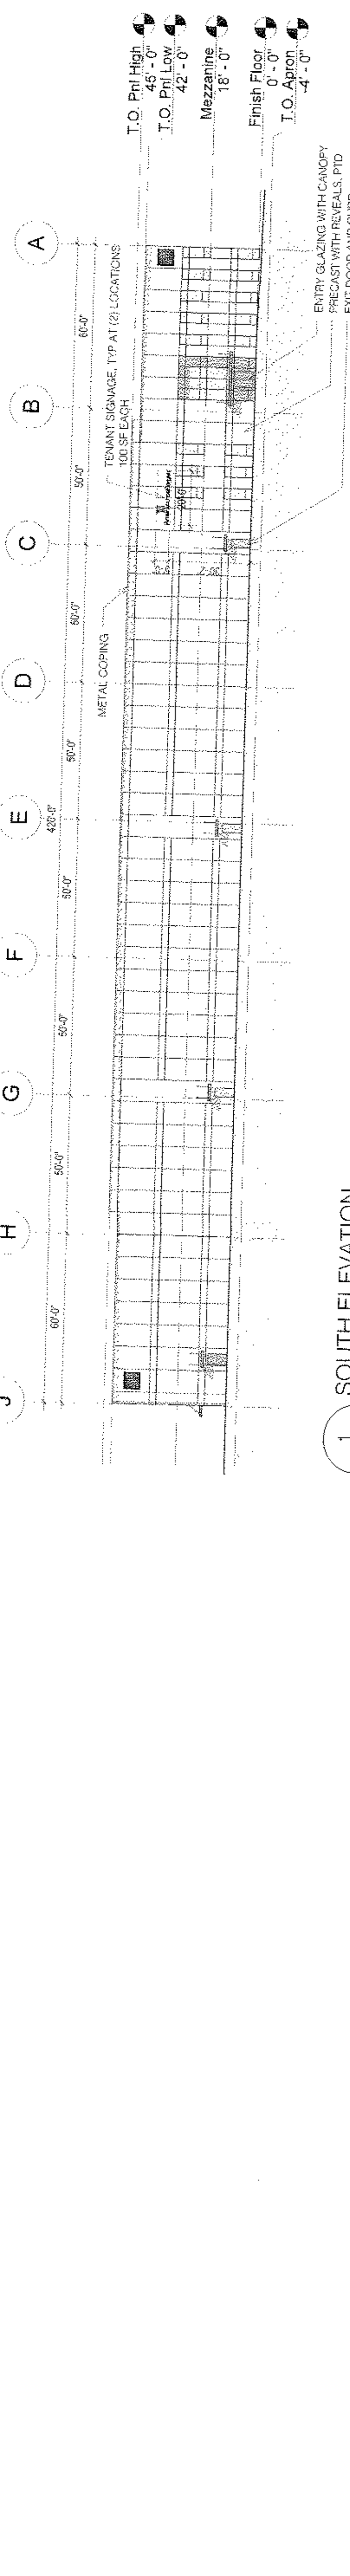 J
H
G
F
E
D
C
B
A
420'-0"
60'-0"
50'-0"
50'-0"
50'-0"
50'-0"
50'-0"
50'-0"
60'-0"
METAL COPING
TENANT SIGNAGE, TYP AT (2) LOCATIONS:
100 SF EACH
T.O. Pnl High
45' - 0"
T.O. Pnl Low
42' - 0"
Mezzanine
18' - 0"
Finish Floor
0' - 0"
T.O. Apron
-4' - 0"
ENTRY GLAZING WITH CANOPY
PRECAST WITH REVEALS, PTD
1
SOUTH ELEVATION